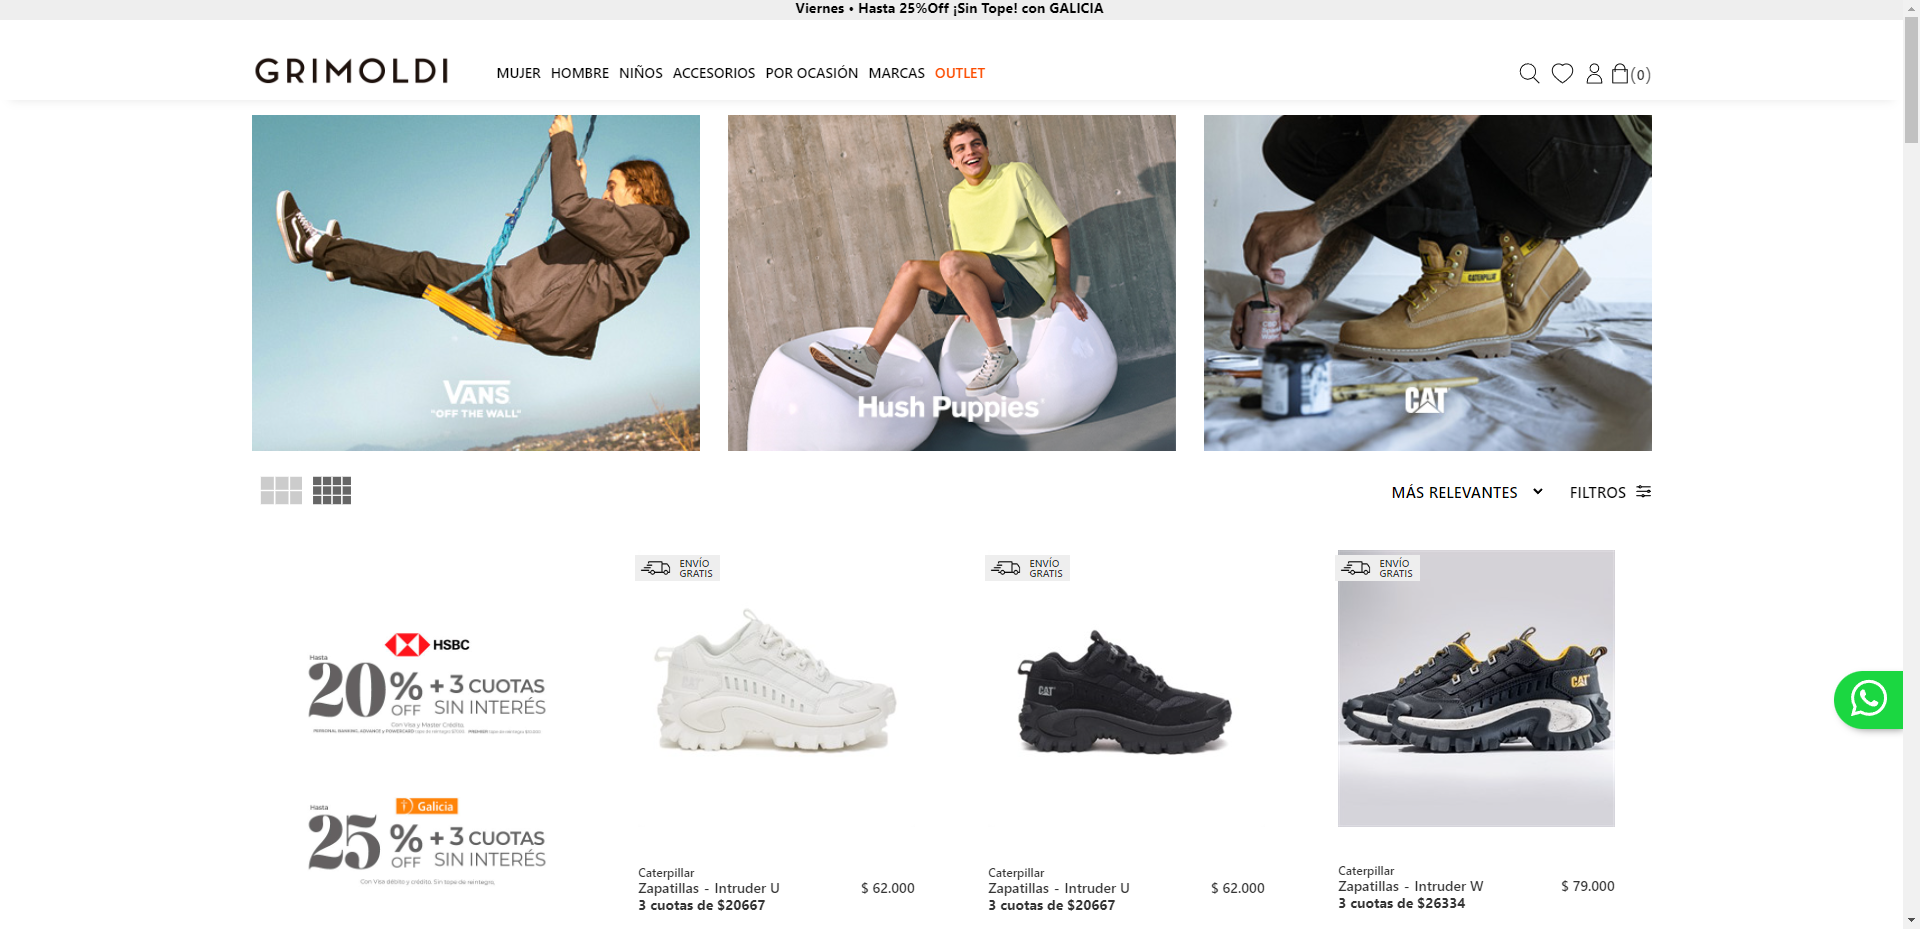 Viernes • Hasta 25%Off ¡Sin Tope! con GALICIA
GRIMOLDI
MUJER HOMBRE NIÑOS ACCESORIOS POR OCASIÓN MARCAS OUTLET
(0)
VANS
"OFF THE WALL"
Hush Puppies
CATERPILLAR
CAT
MÁS RELEVANTES
FILTROS
HSBC
Hasta
20% OFF + 3 CUOTAS
SIN INTERÉS
Con Visa y Master Crédito.
Galicia
Hasta
25% OFF + 3 CUOTAS
SIN INTERÉS
Con Visa débito y crédito. Sin tope de reintegro.
ENVÍO
GRATIS
CAT
Caterpillar
Zapatillas - Intruder U $ 62.000
3 cuotas de $20667
ENVÍO
GRATIS
CAT
Caterpillar
Zapatillas - Intruder U $ 62.000
3 cuotas de $20667
ENVÍO
GRATIS
CAT
Caterpillar
Zapatillas - Intruder W $ 79.000
3 cuotas de $26334